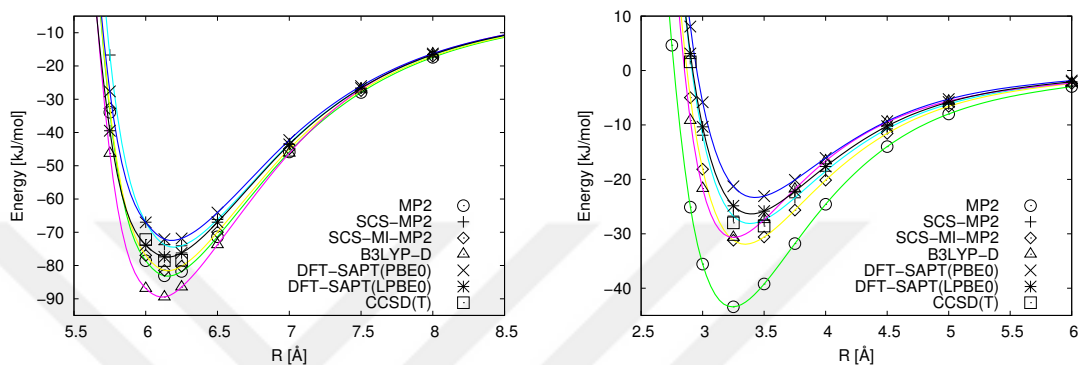 -10
-20
-30
-40
-50
-60
-70
-80
-90
5.5 6 6.5 7 7.5 8 8.5
Energy [kJ/mol]
R [Å]
MP2
SCS-MP2
SCS-MI-MP2
B3LYP-D
DFT-SAPT(PBE0)
DFT-SAPT(LPBE0)
CCSD(T)
10
0
-10
-20
-30
-40
2.5 3 3.5 4 4.5 5 5.5 6
Energy [kJ/mol]
R [Å]
MP2
SCS-MP2
SCS-MI-MP2
B3LYP-D
DFT-SAPT(PBE0)
DFT-SAPT(LPBE0)
CCSD(T)